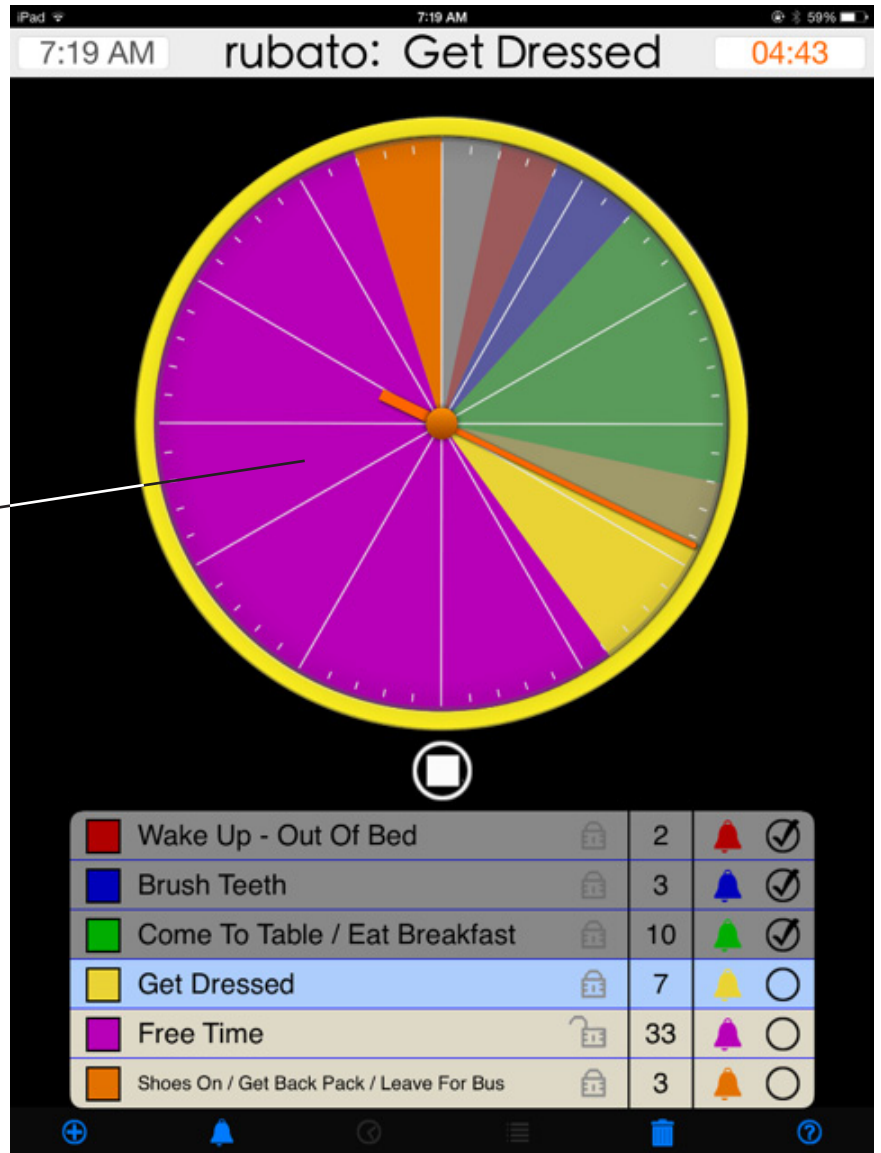 iPad 7:19 AM 59%
7:19 AM rubato: Get Dressed 04:43
Wake Up - Out Of Bed 2
Brush Teeth 3
Come To Table / Eat Breakfast 10
Get Dressed 7
Free Time 33
Shoes On / Get Back Pack / Leave For Bus 3